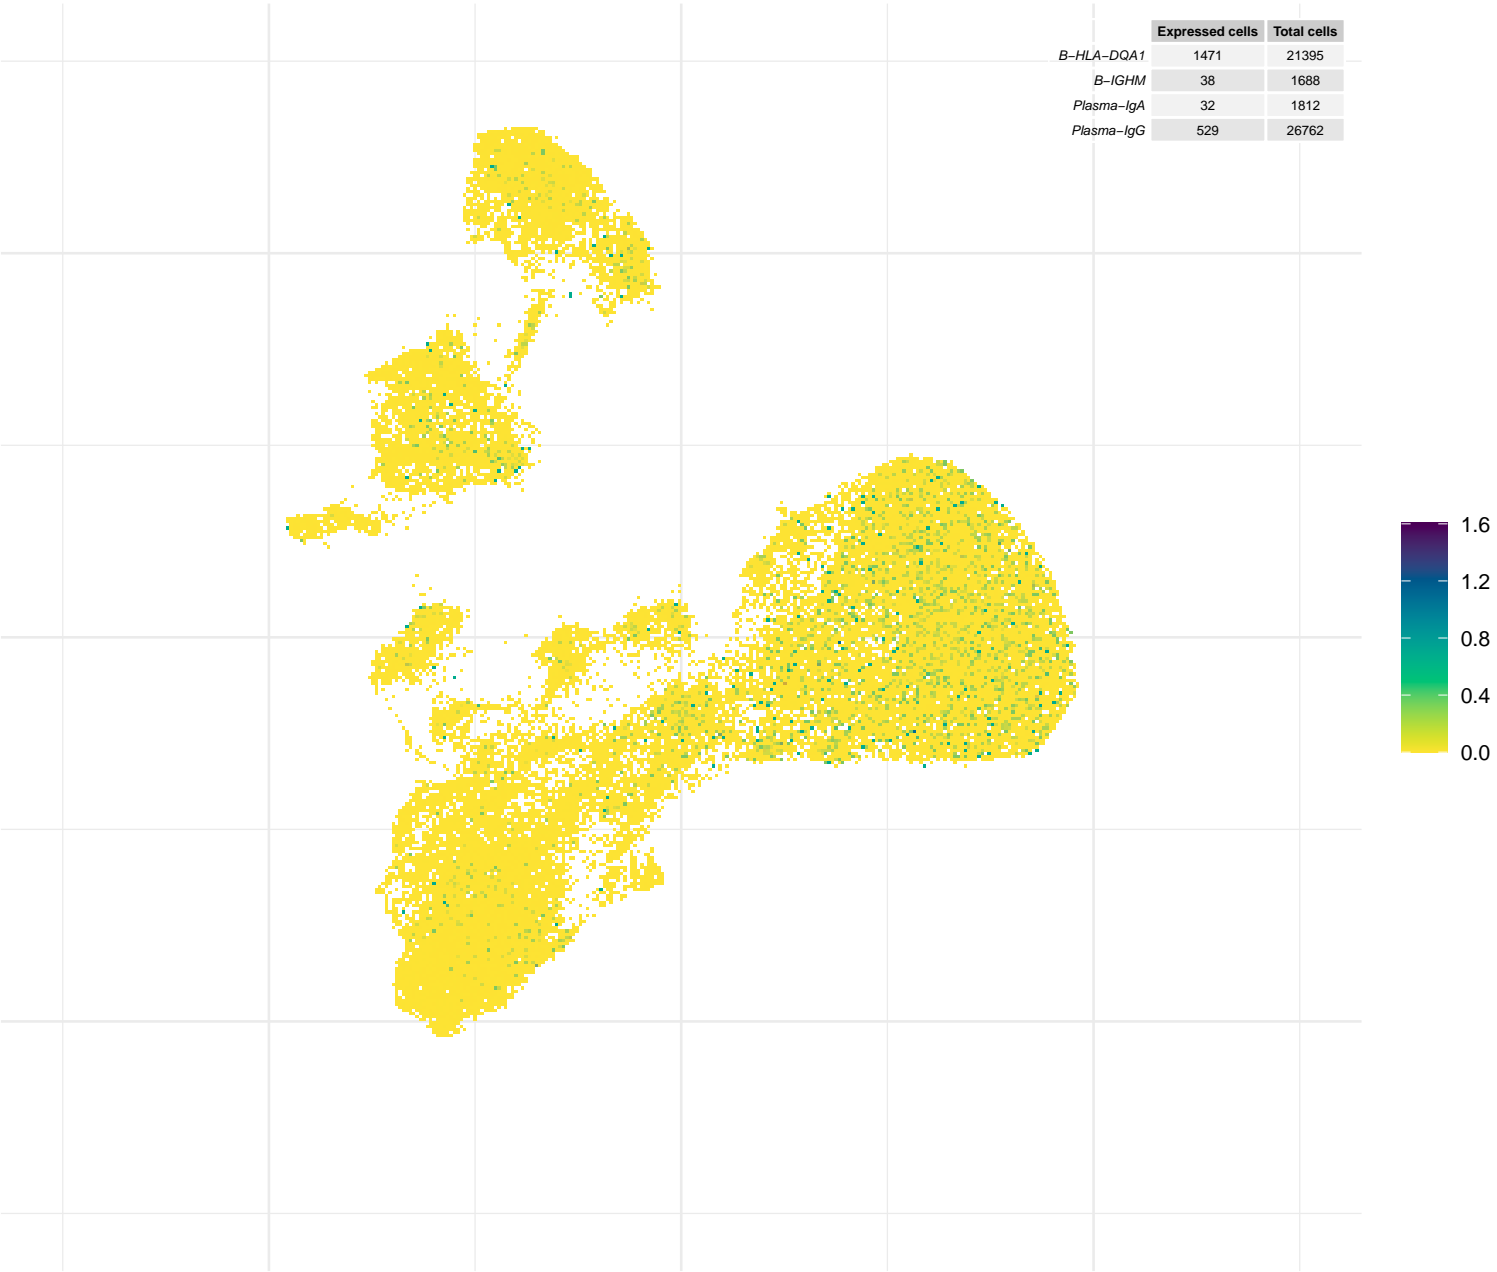 Expressed cells Total cells
B−HLA−DQA1 1471 21395
B−IGHM 38 1688
Plasma−IgA 32 1812
Plasma−IgG 529 26762
1.6
1.2
0.8
0.4
0.0